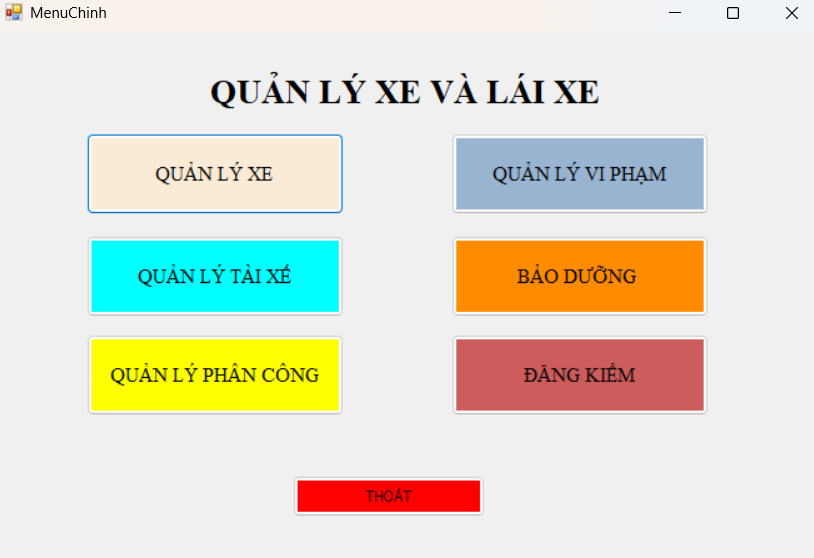 MenuChinh
QUẢN LÝ XE VÀ LÁI XE
QUẢN LÝ XE
QUẢN LÝ VI PHẠM
QUẢN LÝ TÀI XẾ
BẢO DƯỠNG
QUẢN LÝ PHÂN CÔNG
ĐĂNG KIỂM
THOÁT